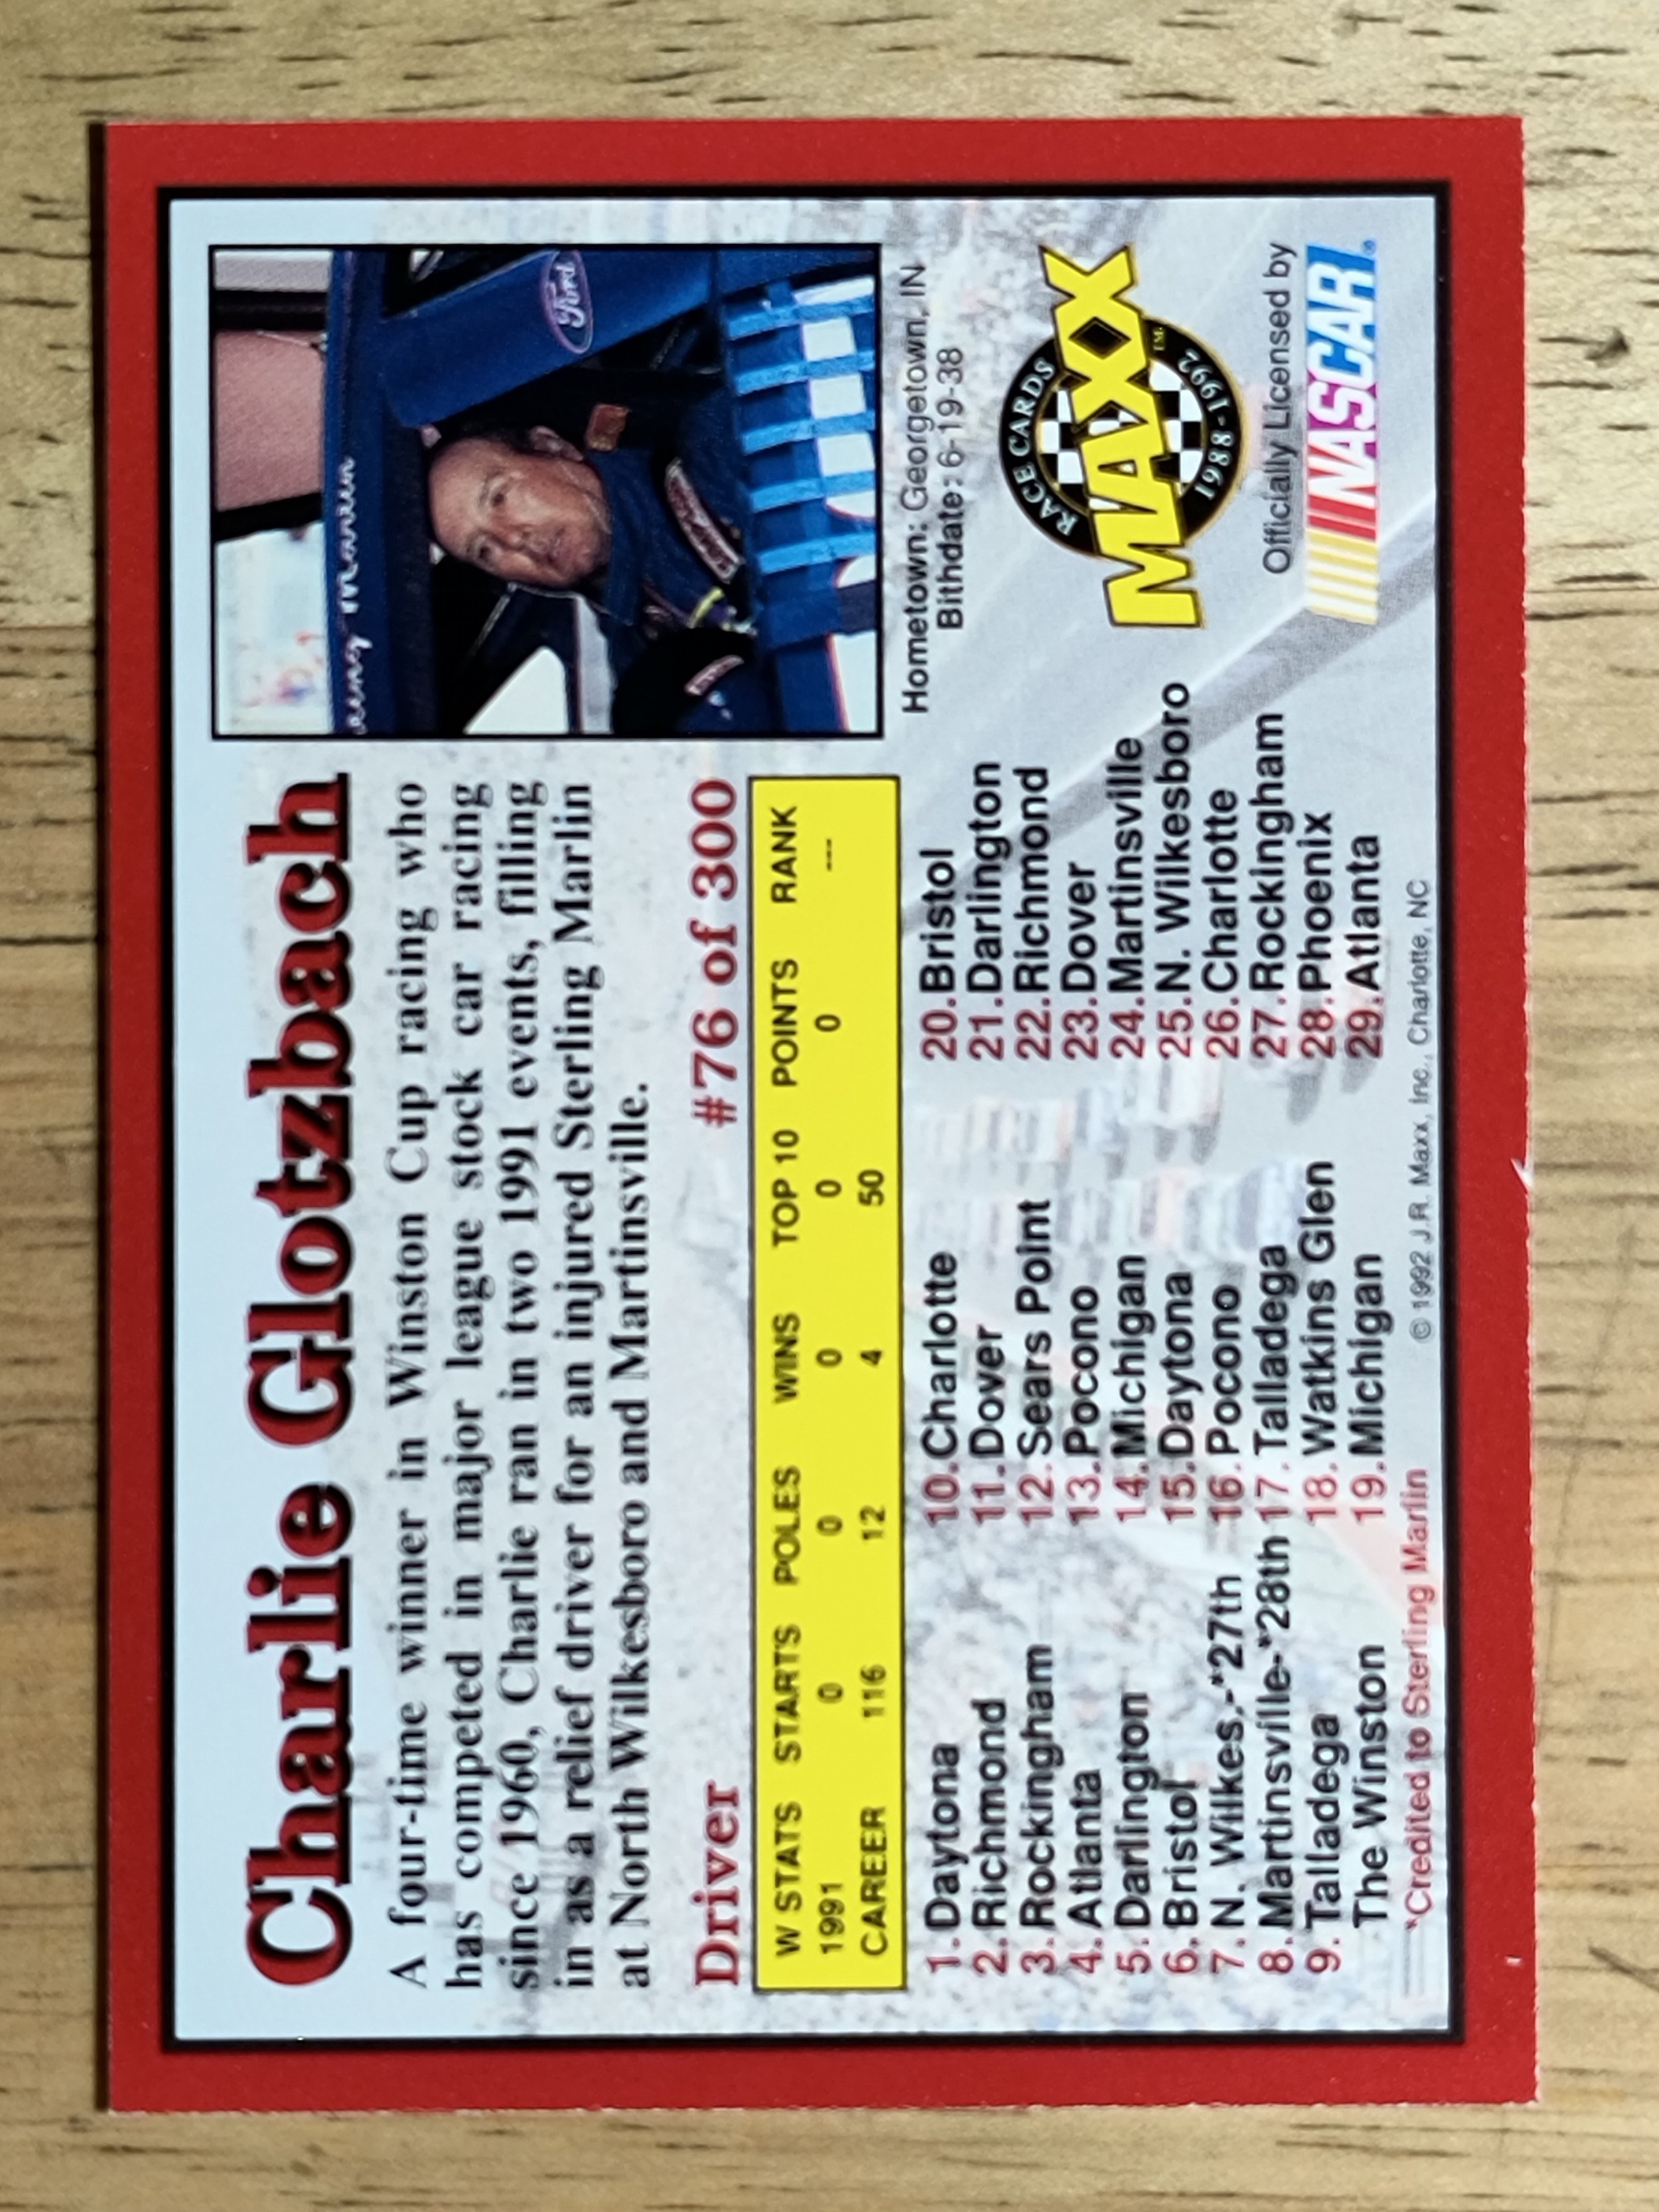 Charlie Glotzbach
A four-time winner in Winston Cup racing who
has competed in major league stock car racing
since 1960, Charlie ran in two 1991 events, filling
in as a relief driver for an injured Sterling Marlin
at North Wilkesboro and Martinsville.
Driver #76 of 300
W STATS STARTS POLES WINS TOP 10 POINTS RANK
1991 0 0 0 0 0 ---
CAREER 116 12 4 50
Ford
Hometown: Georgetown, IN
Bithdate: 6-19-38
1. Daytona
2. Richmond
3. Rockingham
4. Atlanta
5. Darlington
6. Bristol
7. N. Wilkes.-*27th
8. Martinsville-*28th
9. Talladega
The Winston
10. Charlotte
11. Dover
12. Sears Point
13. Pocono
14. Michigan
15. Daytona
16. Pocono
17. Talladega
18. Watkins Glen
19. Michigan
20. Bristol
21. Darlington
22. Richmond
23. Dover
24. Martinsville
25. N. Wilkesboro
26. Charlotte
27. Rockingham
28. Phoenix
29. Atlanta
RACE CARDS
MAXX
TM
1988-1992
Officially Licensed by
NASCAR®
*Credited to Sterling Marlin © 1992 J.R. Maxx, Inc., Charlotte, NC